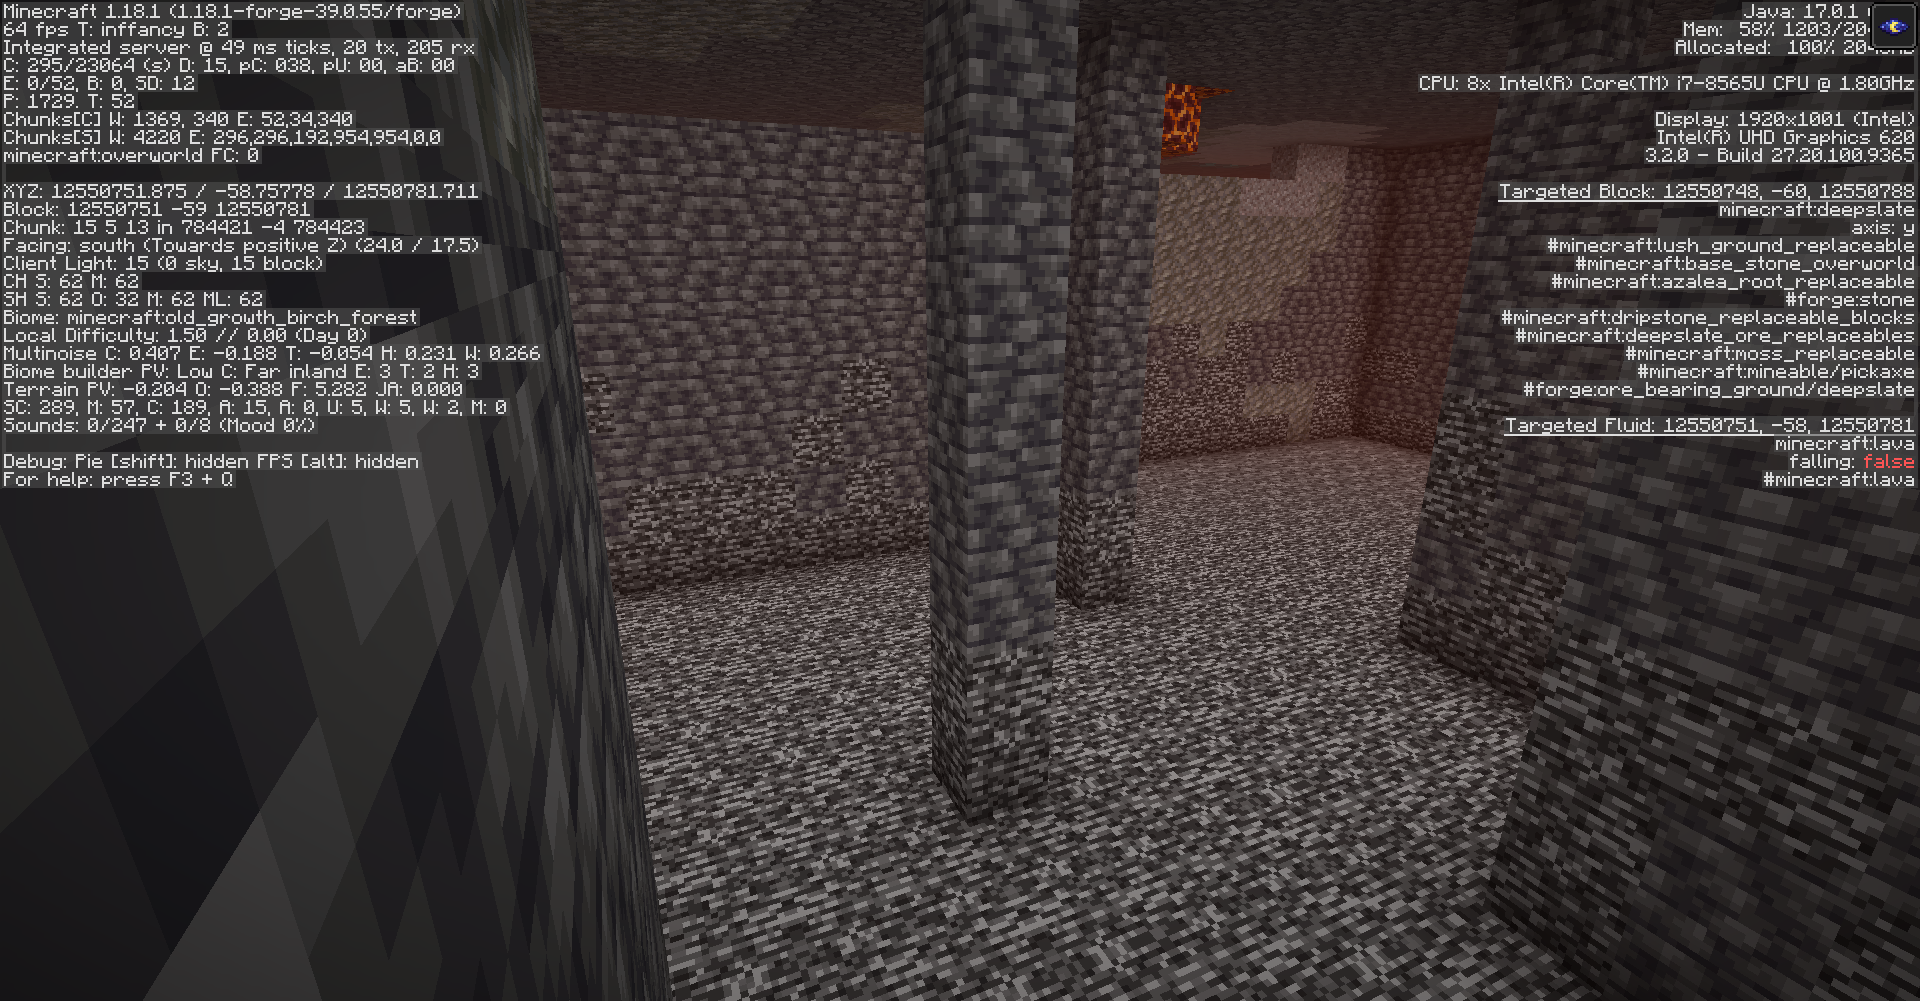 Minecraft 1.18.1 (1.18.1-forge-39.0.55/forge)
64 fps T: inffancy B: 2
Integrated server @ 49 ms ticks, 20 tx, 205 rx
C: 295/23064 (s) D: 15, pC: 038, pU: 00, aB: 00
E: 0/52, B: 0, SD: 12
P: 1729. T: 52
Chunks[C] W: 1369, 340 E: 52,34,340
Chunks[S] W: 4220 E: 296,296,192,954,954,0,0
minecraft:overworld FC: 0
XYZ: 12550751.875 / -58.75778 / 12550781.711
Block: 12550751 -59 12550781
Chunk: 15 5 13 in 784421 -4 784423
Facing: south (Towards positive Z) (24.0 / 17.5)
Client Light: 15 (0 sky, 15 block)
CH S: 62 M: 62
SH S: 62 O: 32 M: 62 ML: 62
Biome: minecraft:old_growth_birch_forest
Local Difficulty: 1.50 // 0.00 (Day 0)
Multinoise C: 0.407 E: -0.188 T: -0.054 H: 0.231 W: 0.266
Biome builder PV: Low C: Far inland E: 3 T: 2 H: 3
Terrain PV: -0.204 O: -0.388 F: 5.282 JA: 0.000
SC: 289, M: 57, C: 189, A: 15, A: 0, U: 5, W: 5, W: 2, M: 0
Sounds: 0/247 + 0/8 (Mood 0%)
Debug: Pie [shift]: hidden FPS [alt]: hidden
For help: press F3 + Q
Java: 17.0.1
Mem: 58% 1203/20
Allocated: 100% 20
CPU: 8x Intel(R) Core(TM) i7-8565U CPU @ 1.80GHz
Display: 1920x1001 (Intel)
Intel(R) UHD Graphics 620
3.2.0 - Build 27.20.100.9365
Targeted Block: 12550748, -60, 12550788
minecraft:deepslate
axis: y
#minecraft:lush_ground_replaceable
#minecraft:base_stone_overworld
#minecraft:azalea_root_replaceable
#forge:stone
#minecraft:dripstone_replaceable_blocks
#minecraft:deepslate_ore_replaceables
#minecraft:moss_replaceable
#minecraft:mineable/pickaxe
#forge:ore_bearing_ground/deepslate
Targeted Fluid: 12550751, -58, 12550781
minecraft:lava
falling: false
#minecraft:lava